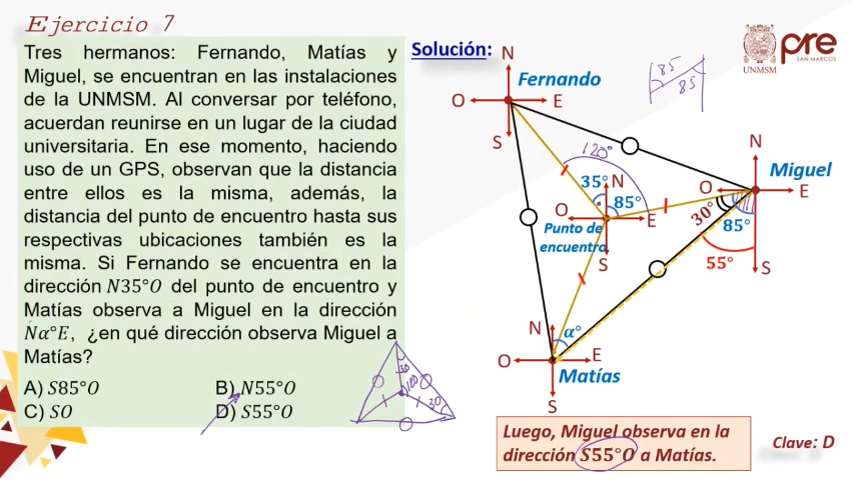 Ejercicio 7
Tres hermanos: Fernando, Matías y
Miguel, se encuentran en las instalaciones
de la UNMSM. Al conversar por teléfono,
acuerdan reunirse en un lugar de la ciudad
universitaria. En ese momento, haciendo
uso de un GPS, observan que la distancia
entre ellos es la misma, además, la
distancia del punto de encuentro hasta sus
respectivas ubicaciones también es la
misma. Si Fernando se encuentra en la
dirección N35°O del punto de encuentro y
Matías observa a Miguel en la dirección
Nα°E, ¿en qué dirección observa Miguel a
Matías?
A) S85°O B) N55°O
C) SO D) S55°O
30
120
30
Solución:
N
Fernando
O E
S
85
85
UNMSM
pre
SAN MARCOS
120°
N
Miguel
O E
35° N
85°
30°
85°
O E
Punto de
encuentro
S
55°
S
N
α°
O E
Matías
S
Luego, Miguel observa en la
dirección S55°O a Matías.
Clave: D